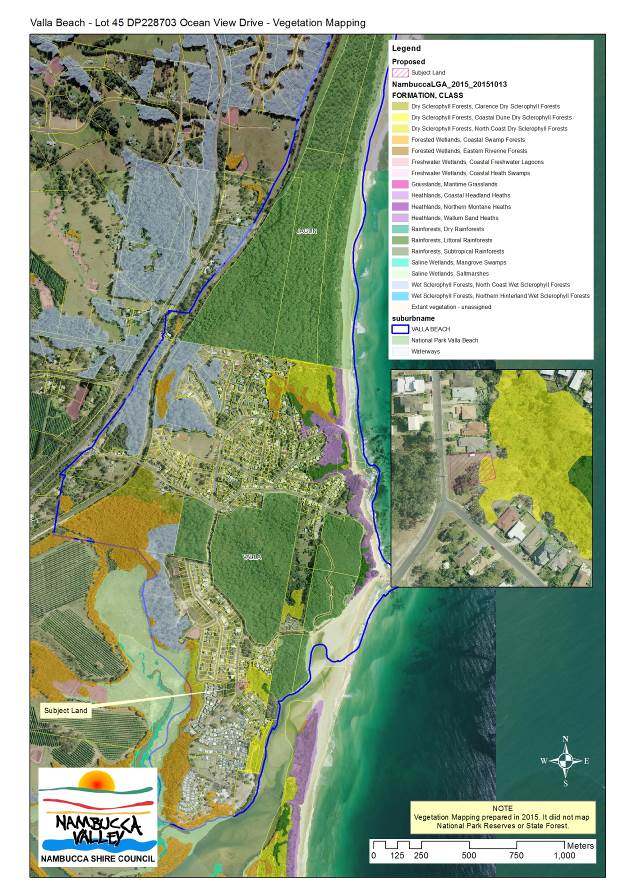 Valla Beach - Lot 45 DP228703 Ocean View Drive - Vegetation Mapping
Legend
Proposed
Subject Land
NambuccaLGA_2015_20151013
FORMATION, CLASS
Dry Sclerophyll Forests, Clarence Dry Sclerophyll Forests
Dry Sclerophyll Forests, Coastal Dune Dry Sclerophyll Forests
Dry Sclerophyll Forests, North Coast Dry Sclerophyll Forests
Forested Wetlands, Coastal Swamp Forests
Forested Wetlands, Eastern Riverine Forests
Freshwater Wetlands, Coastal Freshwater Lagoons
Freshwater Wetlands, Coastal Heath Swamps
Grasslands, Maritime Grasslands
Heathlands, Coastal Headland Heaths
Heathlands, Northern Montane Heaths
Heathlands, Wallum Sand Heaths
Rainforests, Dry Rainforests
Rainforests, Littoral Rainforests
Rainforests, Subtropical Rainforests
Saline Wetlands, Mangrove Swamps
Saline Wetlands, Saltmarshes
Wet Sclerophyll Forests, North Coast Wet Sclerophyll Forests
Wet Sclerophyll Forests, Northern Hinterland Wet Sclerophyll Forests
Extant vegetation - unassigned
suburbname
VALLA BEACH
National Park Valla Beach
Waterways
Subject Land
N
W E
S
NAMBUCCA
VALLEY
NAMBUCCA SHIRE COUNCIL
NOTE
Vegetation Mapping prepared in 2015. It did not map
National Park Reserves or State Forest.
Meters
0 125 250 500 750 1,000